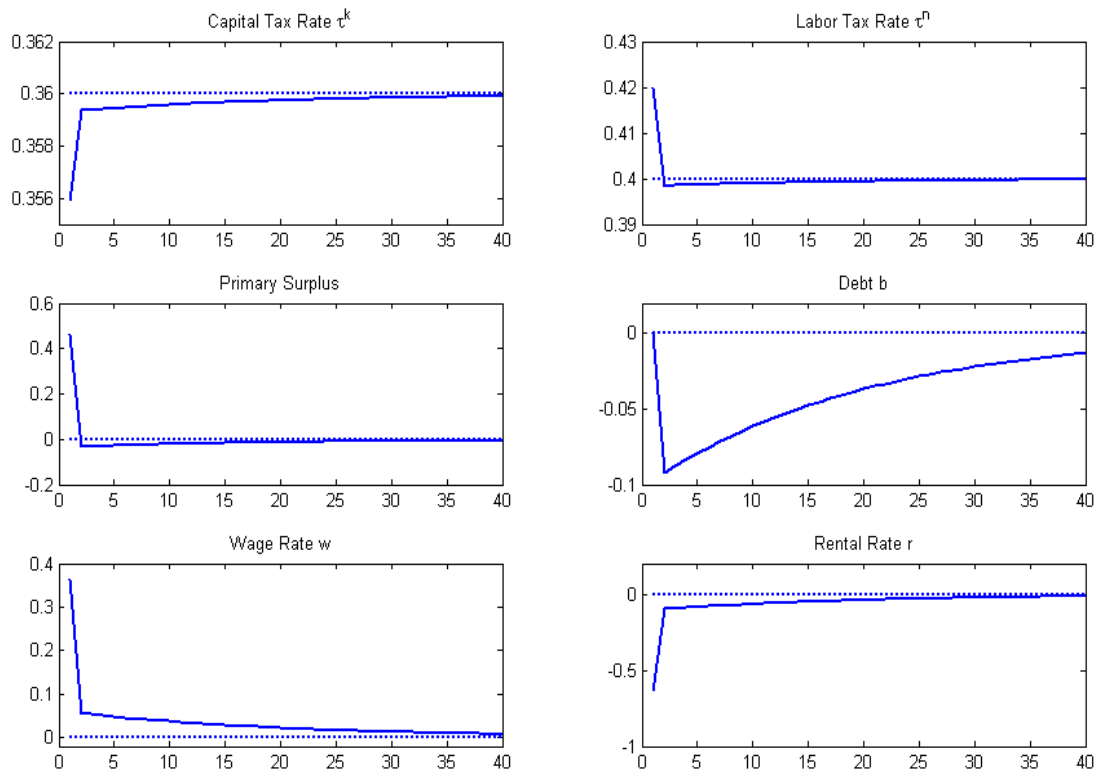 Capital Tax Rate τ^k
0.362
0.36
0.358
0.356
0 5 10 15 20 25 30 35 40
Labor Tax Rate τ^n
0.43
0.42
0.41
0.4
0.39
0 5 10 15 20 25 30 35 40
Primary Surplus
0.6
0.4
0.2
0
-0.2
0 5 10 15 20 25 30 35 40
Debt b
0
-0.05
-0.1
0 5 10 15 20 25 30 35 40
Wage Rate w
0.4
0.3
0.2
0.1
0
0 5 10 15 20 25 30 35 40
Rental Rate r
0
-0.5
-1
0 5 10 15 20 25 30 35 40